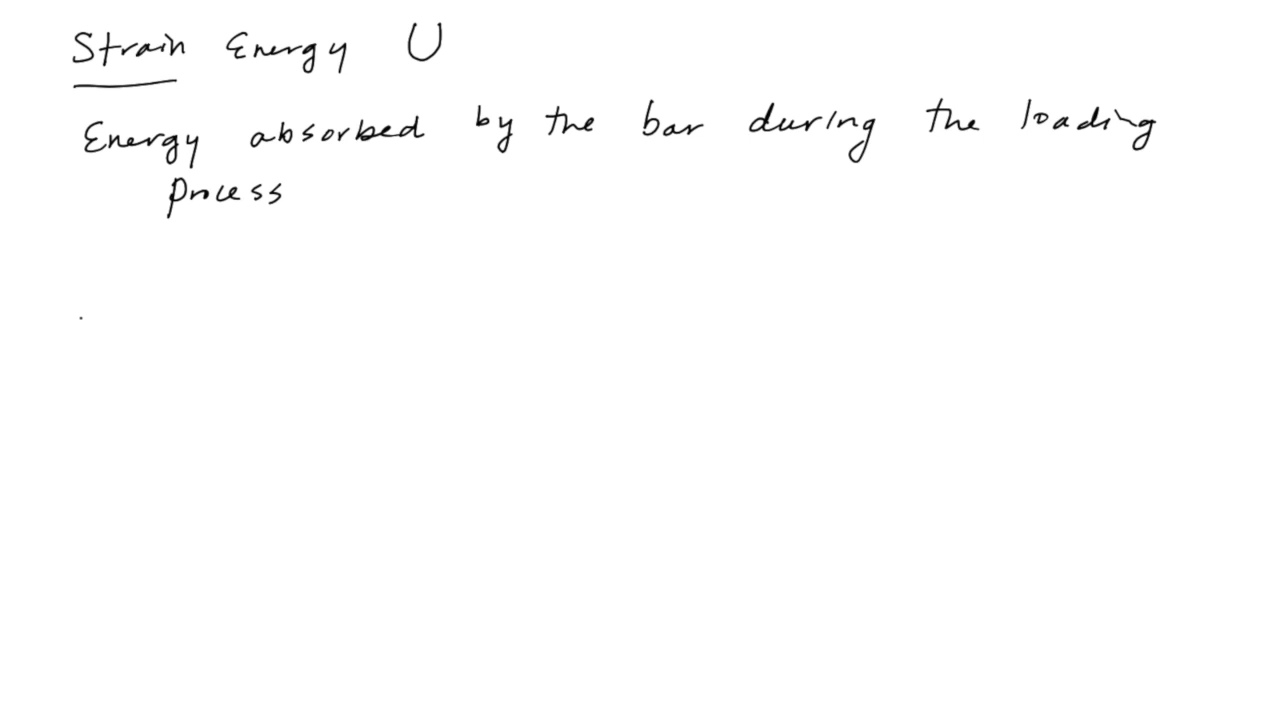 Strain Energy U
Energy absorbed by the bar during the loading
process